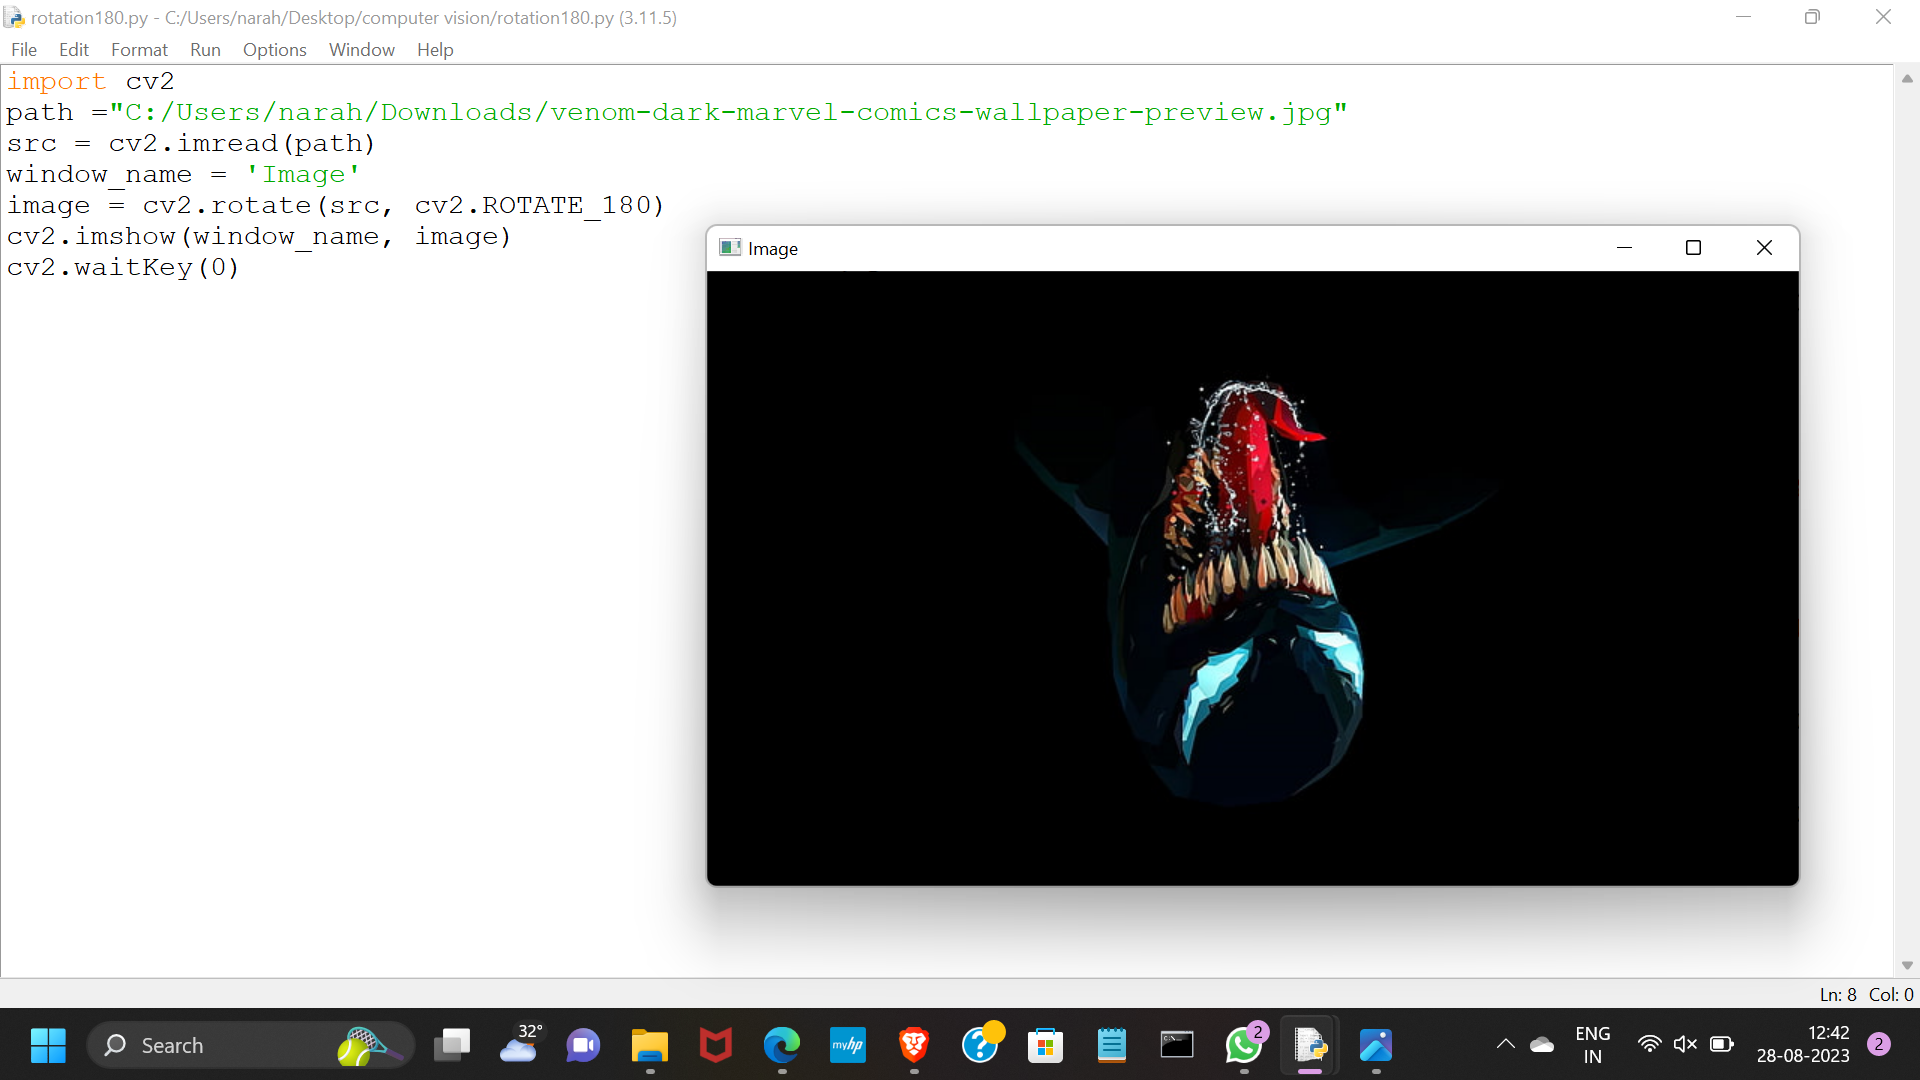 rotation180.py - C:/Users/narah/Desktop/computer vision/rotation180.py (3.11.5)
File Edit Format Run Options Window Help
import cv2
path ="C:/Users/narah/Downloads/venom-dark-marvel-comics-wallpaper-preview.jpg"
src = cv2.imread(path)
window_name = 'Image'
image = cv2.rotate(src, cv2.ROTATE_180)
cv2.imshow(window_name, image)
cv2.waitKey(0)
Image
Ln: 8 Col: 0
Search
32°
myhp
C:\
2
ENG
IN
12:42
28-08-2023
2